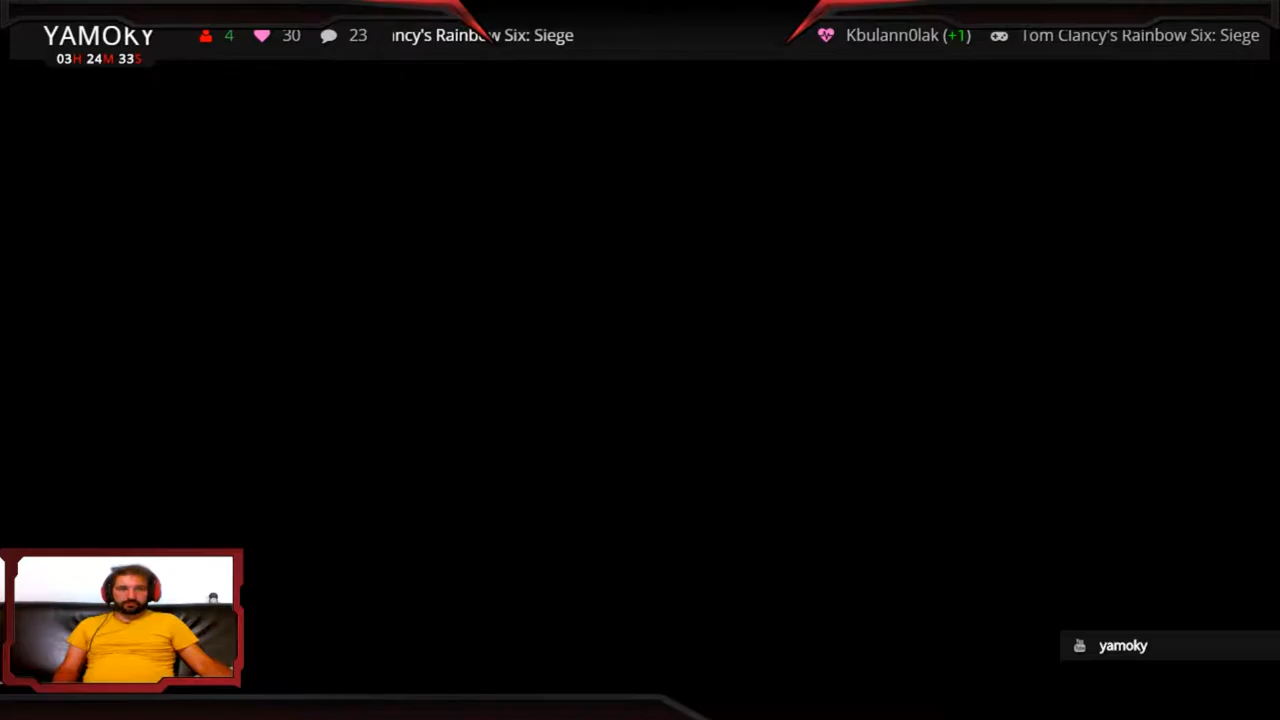 YAMOKY
4 30 23 ncy's Rainbow Six: Siege
Kbulann0lak (+1) Tom Clancy's Rainbow Six: Siege
03H 24M 33S
yamoky